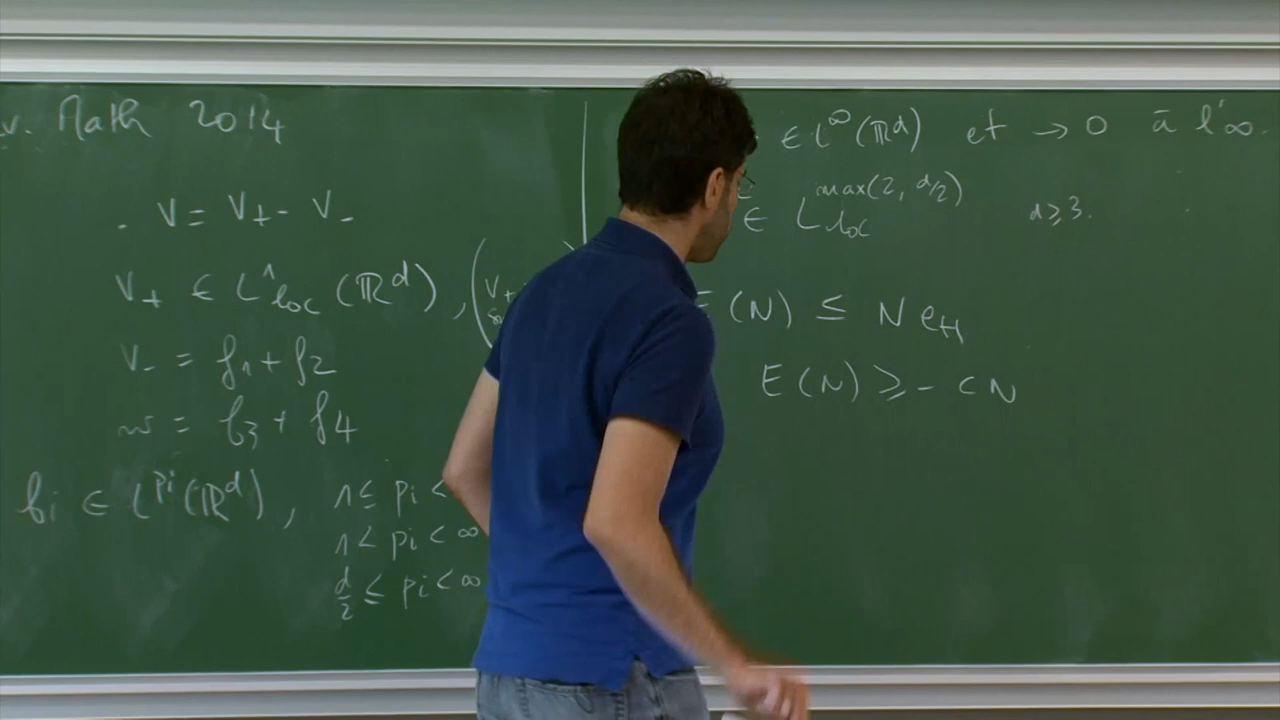 v. Math 2014
. V = V₊ - V₋
V₊ ∈ L¹loc (ℝᵈ), ( V₊
V₋ = f₁ + f₂
w = f₃ + f₄
fi ∈ L^{pi}(ℝᵈ), 1 ≤ pi <
1 < pi < ∞
d/2 ≤ pi < ∞
∈ L^∞(ℝᵈ) et → 0 à l'∞.
∈ L_{loc}^{max(2, d/2)} d ≥ 3.
E (N) ≤ N e_H
E (N) ≥ - C N